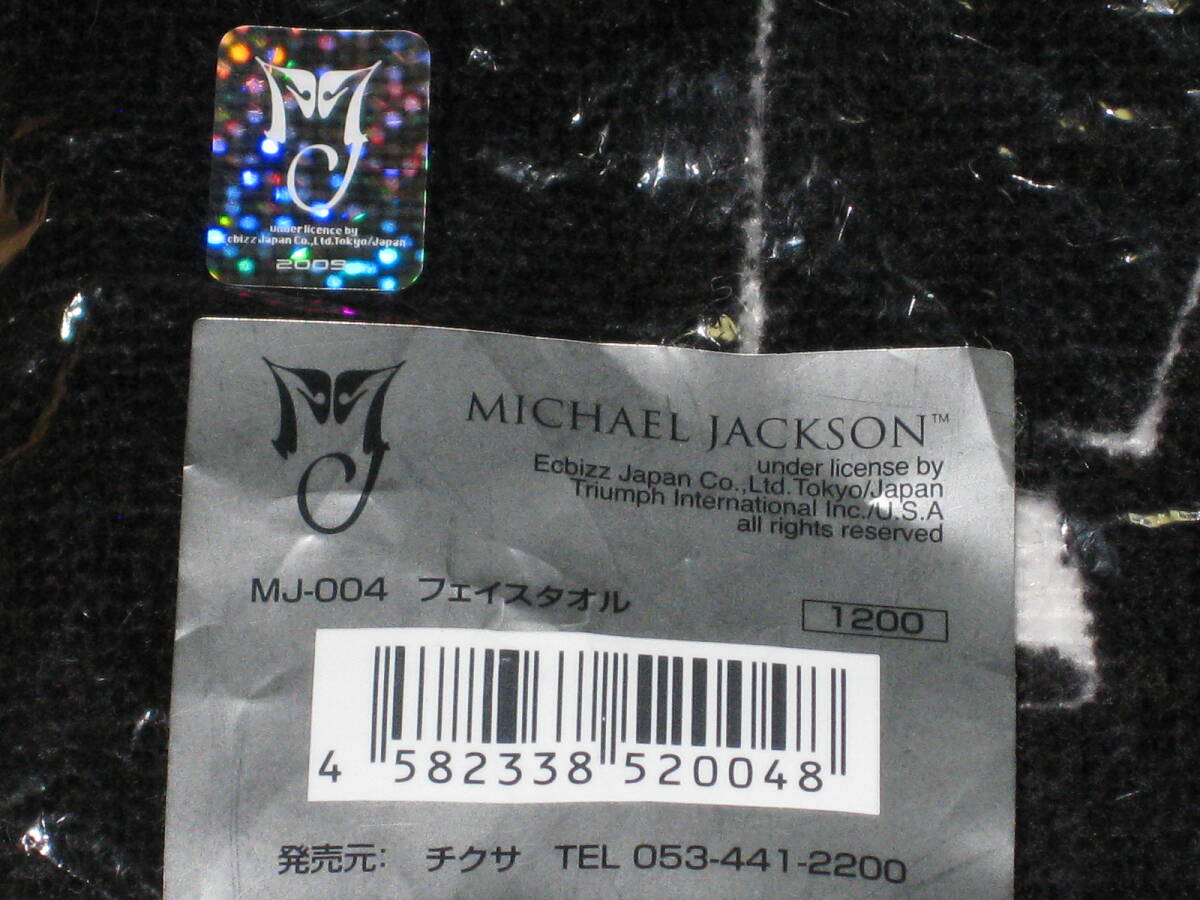 MJ
under licence by
Ecbizz Japan Co.,Ltd.Tokyo/Japan
2009
MJ
MICHAEL JACKSON™
under license by
Ecbizz Japan Co.,Ltd.Tokyo/Japan
Triumph International Inc./U.S.A
all rights reserved
MJ-004 フェイスタオル
1200
4 582338 520048
発売元: チクサ TEL 053-441-2200